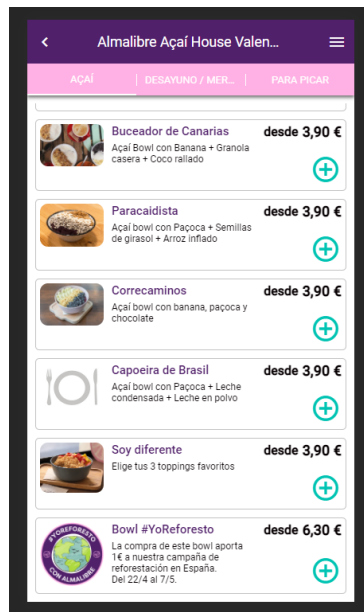 Almalibre Açaí House Valen...
AÇAÍ
DESAYUNO / MER...
PARA PICAR
Buceador de Canarias
desde 3,90 €
Açaí Bowl con Banana + Granola
casera + Coco rallado
Paracaidista
desde 3,90 €
Açaí bowl con Paçoca + Semillas
de girasol + Arroz inflado
Correcaminos
desde 3,90 €
Açaí bowl con banana, paçoca y
chocolate
Capoeira de Brasil
desde 3,90 €
Açaí bowl con Paçoca + Leche
condensada + Leche en polvo
Soy diferente
desde 3,90 €
Elige tus 3 toppings favoritos
#YOREFORESTO
CON ALMALIBRE
Bowl #YoReforesto
desde 6,30 €
La compra de este bowl aporta
1€ a nuestra campaña de
reforestación en España.
Del 22/4 al 7/5.